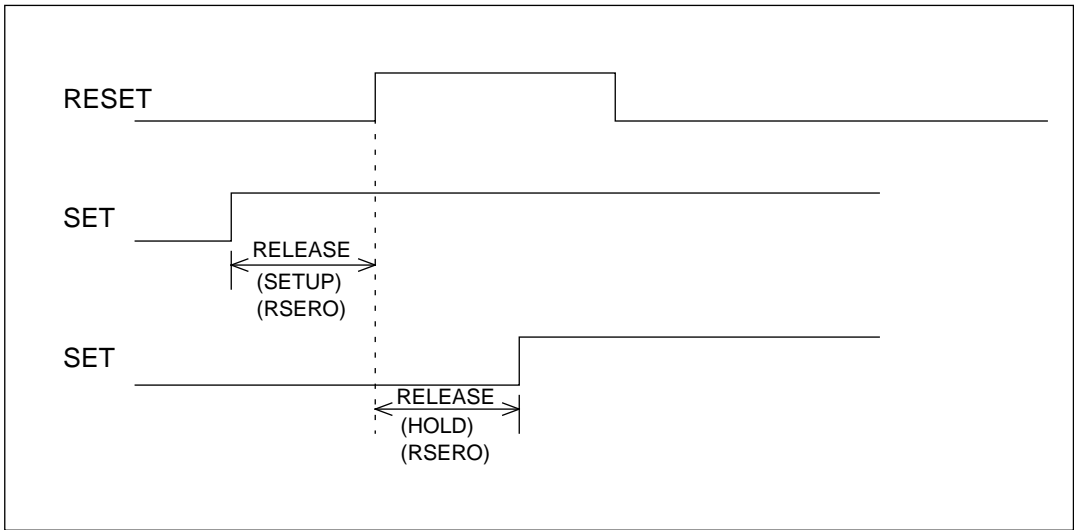 RESET
SET
RELEASE
(SETUP)
(RSERO)
SET
RELEASE
(HOLD)
(RSERO)